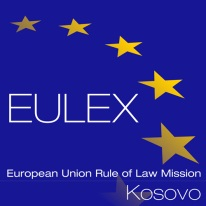 EULEX
European Union Rule of Law Mission
Kosovo